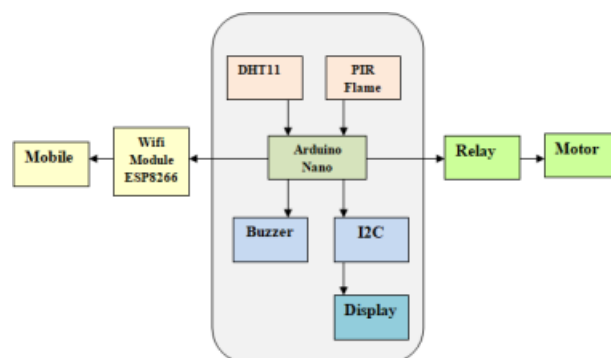 DHT11
PIR
Flame
Mobile
Wifi
Module
ESP8266
Arduino
Nano
Relay
Motor
Buzzer
I2C
Display